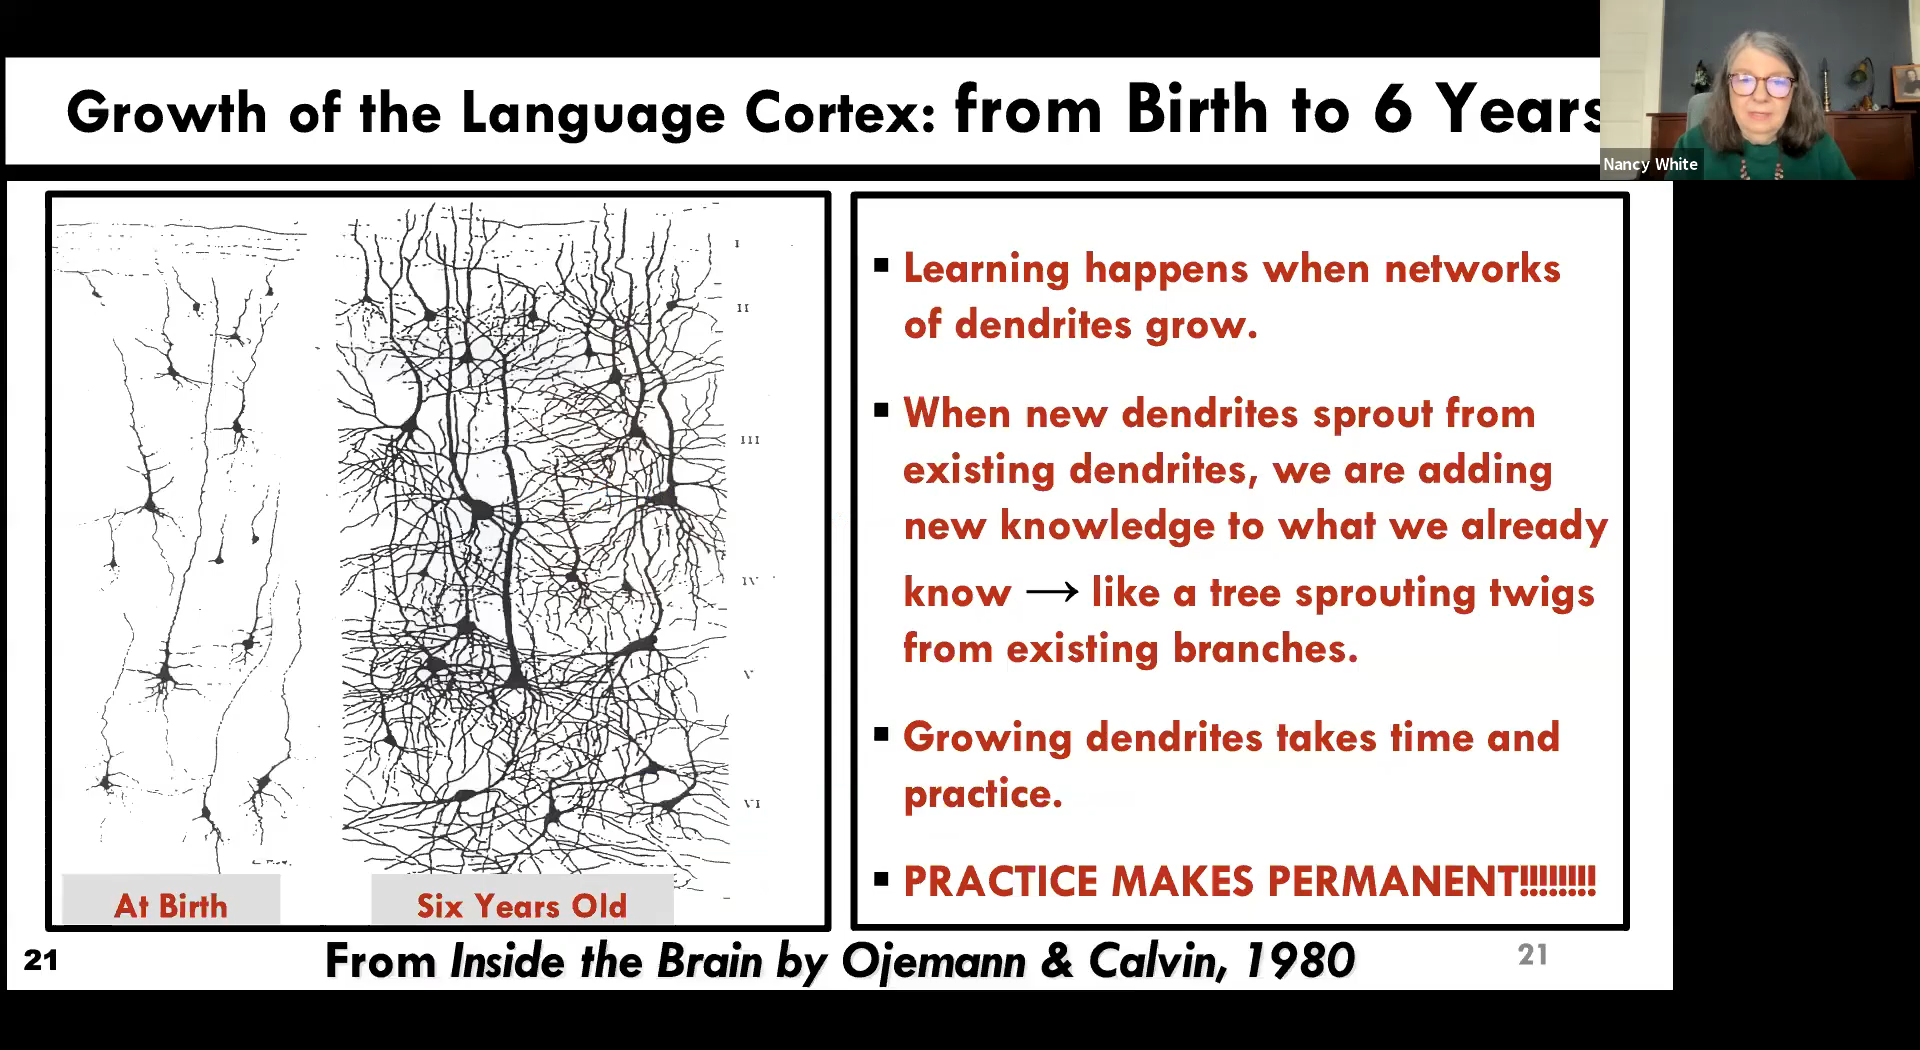 Growth of the Language Cortex: from Birth to 6 Years
Nancy White
I
II
III
IV
V
VI
At Birth
Six Years Old
▪ Learning happens when networks
of dendrites grow.
▪ When new dendrites sprout from
existing dendrites, we are adding
new knowledge to what we already
know → like a tree sprouting twigs
from existing branches.
▪ Growing dendrites takes time and
practice.
▪ PRACTICE MAKES PERMANENT!!!!!!!!
21
From Inside the Brain by Ojemann & Calvin, 1980
21